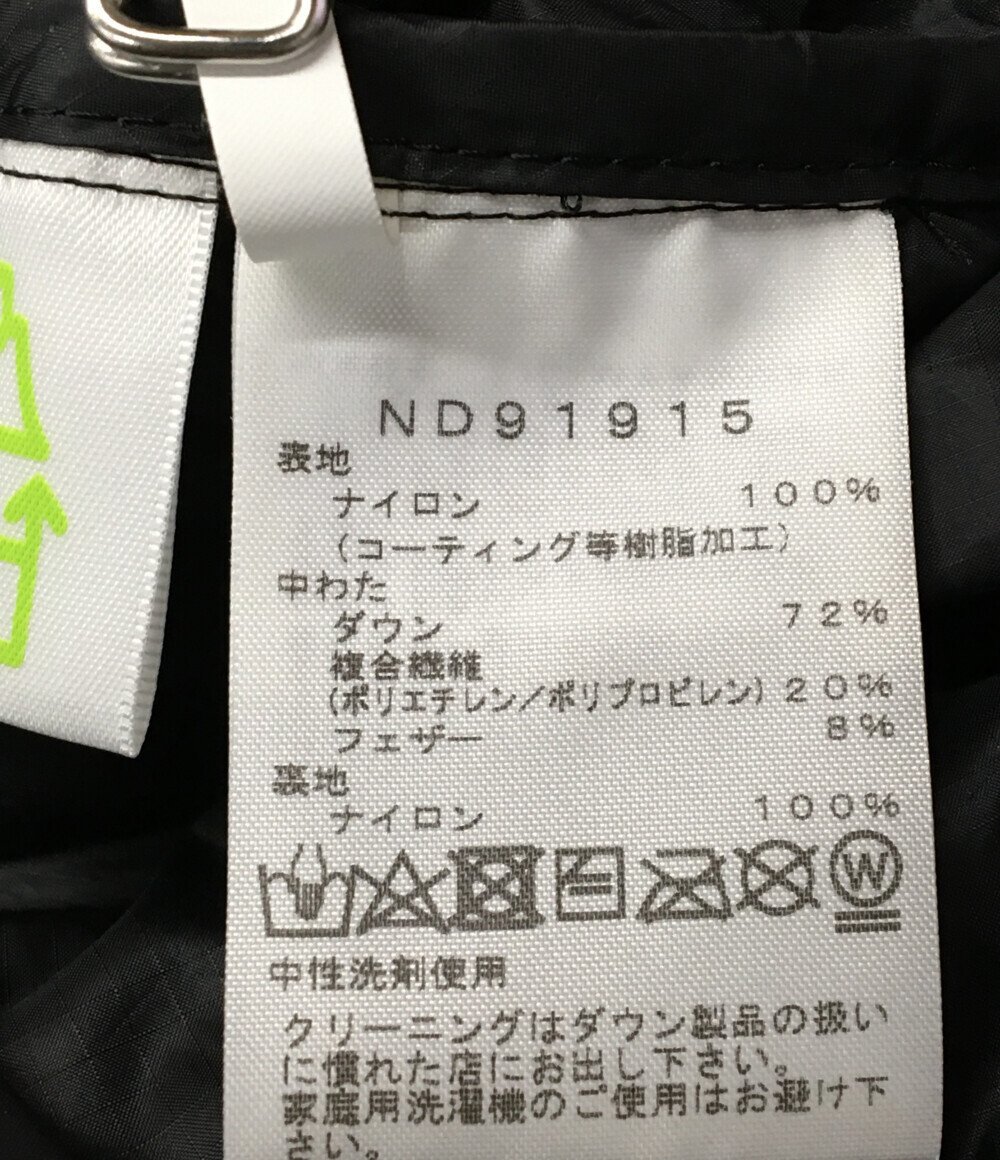 ND91915
表地
ナイロン 100%
(コーティング等樹脂加工)
中わた
ダウン 72%
複合繊維
(ポリエチレン/ポリプロピレン) 20%
フェザー 8%
裏地
ナイロン 100%
W
中性洗剤使用
クリーニングはダウン製品の扱い
に慣れた店にお出し下さい。
家庭用洗濯機のご使用はお避け下
さい。